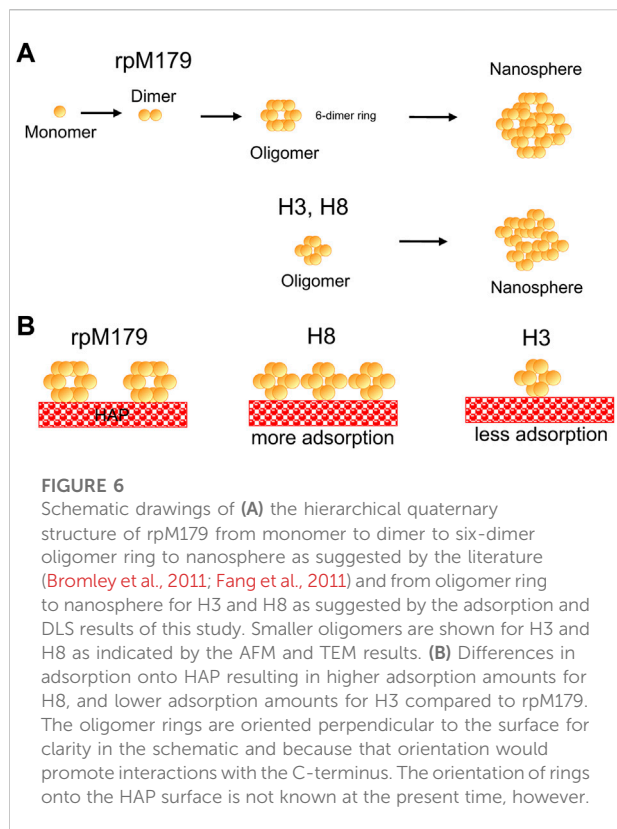 A
rpM179
Nanosphere
Dimer
Monomer
6-dimer ring
Oligomer
H3, H8
Oligomer
Nanosphere
B
rpM179
H8
H3
HAP
more adsorption
less adsorption
FIGURE 6
Schematic drawings of (A) the hierarchical quaternary
structure of rpM179 from monomer to dimer to six-dimer
oligomer ring to nanosphere as suggested by the literature
(Bromley et al., 2011; Fang et al., 2011) and from oligomer ring
to nanosphere for H3 and H8 as suggested by the adsorption and
DLS results of this study. Smaller oligomers are shown for H3 and
H8 as indicated by the AFM and TEM results. (B) Differences in
adsorption onto HAP resulting in higher adsorption amounts for
H8, and lower adsorption amounts for H3 compared to rpM179.
The oligomer rings are oriented perpendicular to the surface for
clarity in the schematic and because that orientation would
promote interactions with the C-terminus. The orientation of rings
onto the HAP surface is not known at the present time, however.